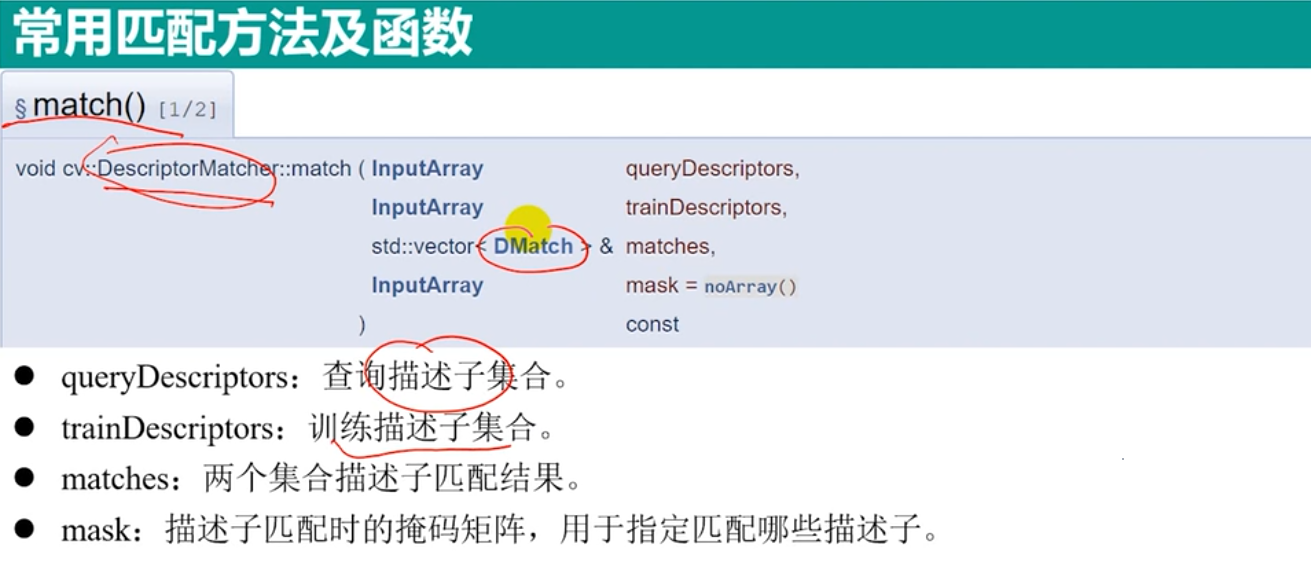 常用匹配方法及函数
§ match() [1/2]
void cv::DescriptorMatcher::match ( InputArray queryDescriptors,
InputArray trainDescriptors,
std::vector< DMatch > & matches,
InputArray mask = noArray()
) const
● queryDescriptors：查询描述子集合。
● trainDescriptors：训练描述子集合。
● matches：两个集合描述子匹配结果。
● mask：描述子匹配时的掩码矩阵，用于指定匹配哪些描述子。